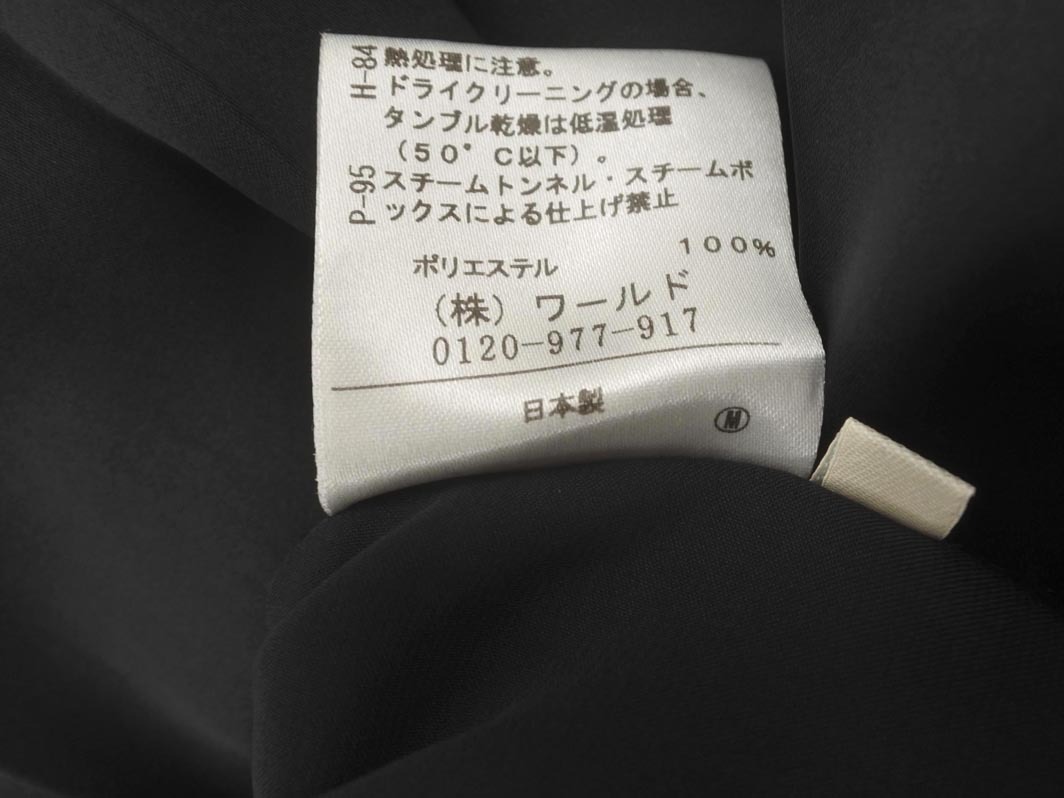 H-84
熱処理に注意。
ドライクリーニングの場合、
タンブル乾燥は低温処理
（50°C以下）。
P-95
スチームトンネル・スチームボ
ックスによる仕上げ禁止
100%
ポリエステル
（株）ワールド
0120-977-917
日本製
M